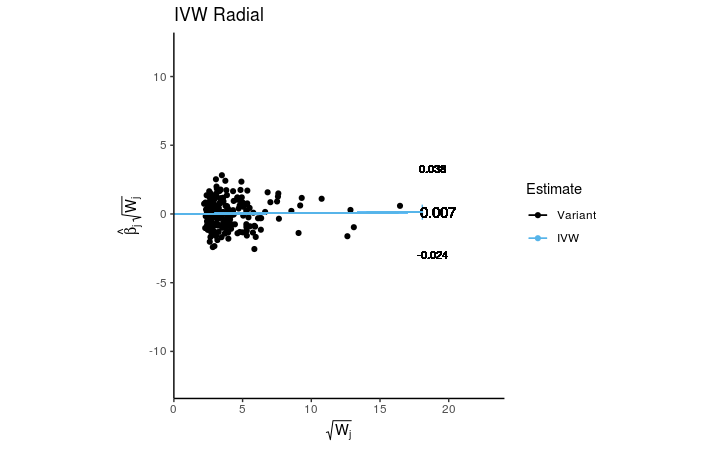 IVW Radial
10
5
0
-5
-10
β̂j√Wj
0.038
0.007
-0.024
0
5
10
15
20
√Wj
Estimate
Variant
IVW